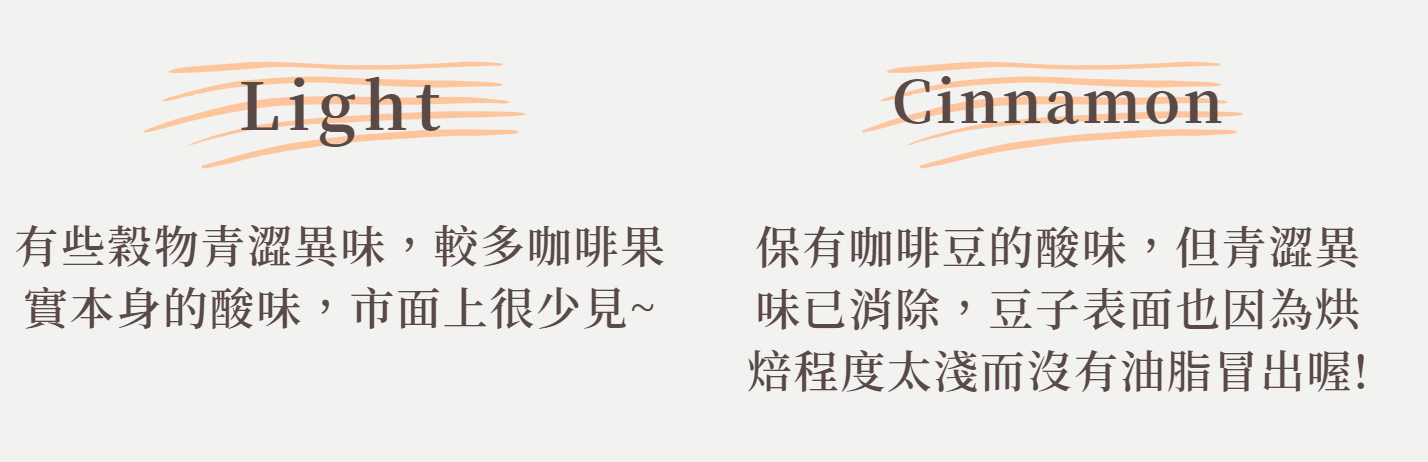 Light
有些穀物青澀異味，較多咖啡果
實本身的酸味，市面上很少見~
Cinnamon
保有咖啡豆的酸味，但青澀異
味已消除，豆子表面也因為烘
焙程度太淺而沒有油脂冒出喔!